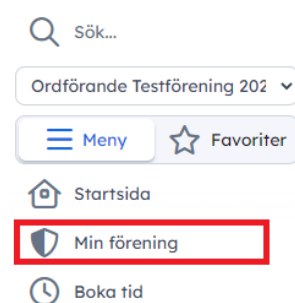 Sök...
Ordförande Testförening 202
Meny
Favoriter
Startsida
Min förening
Boka tid